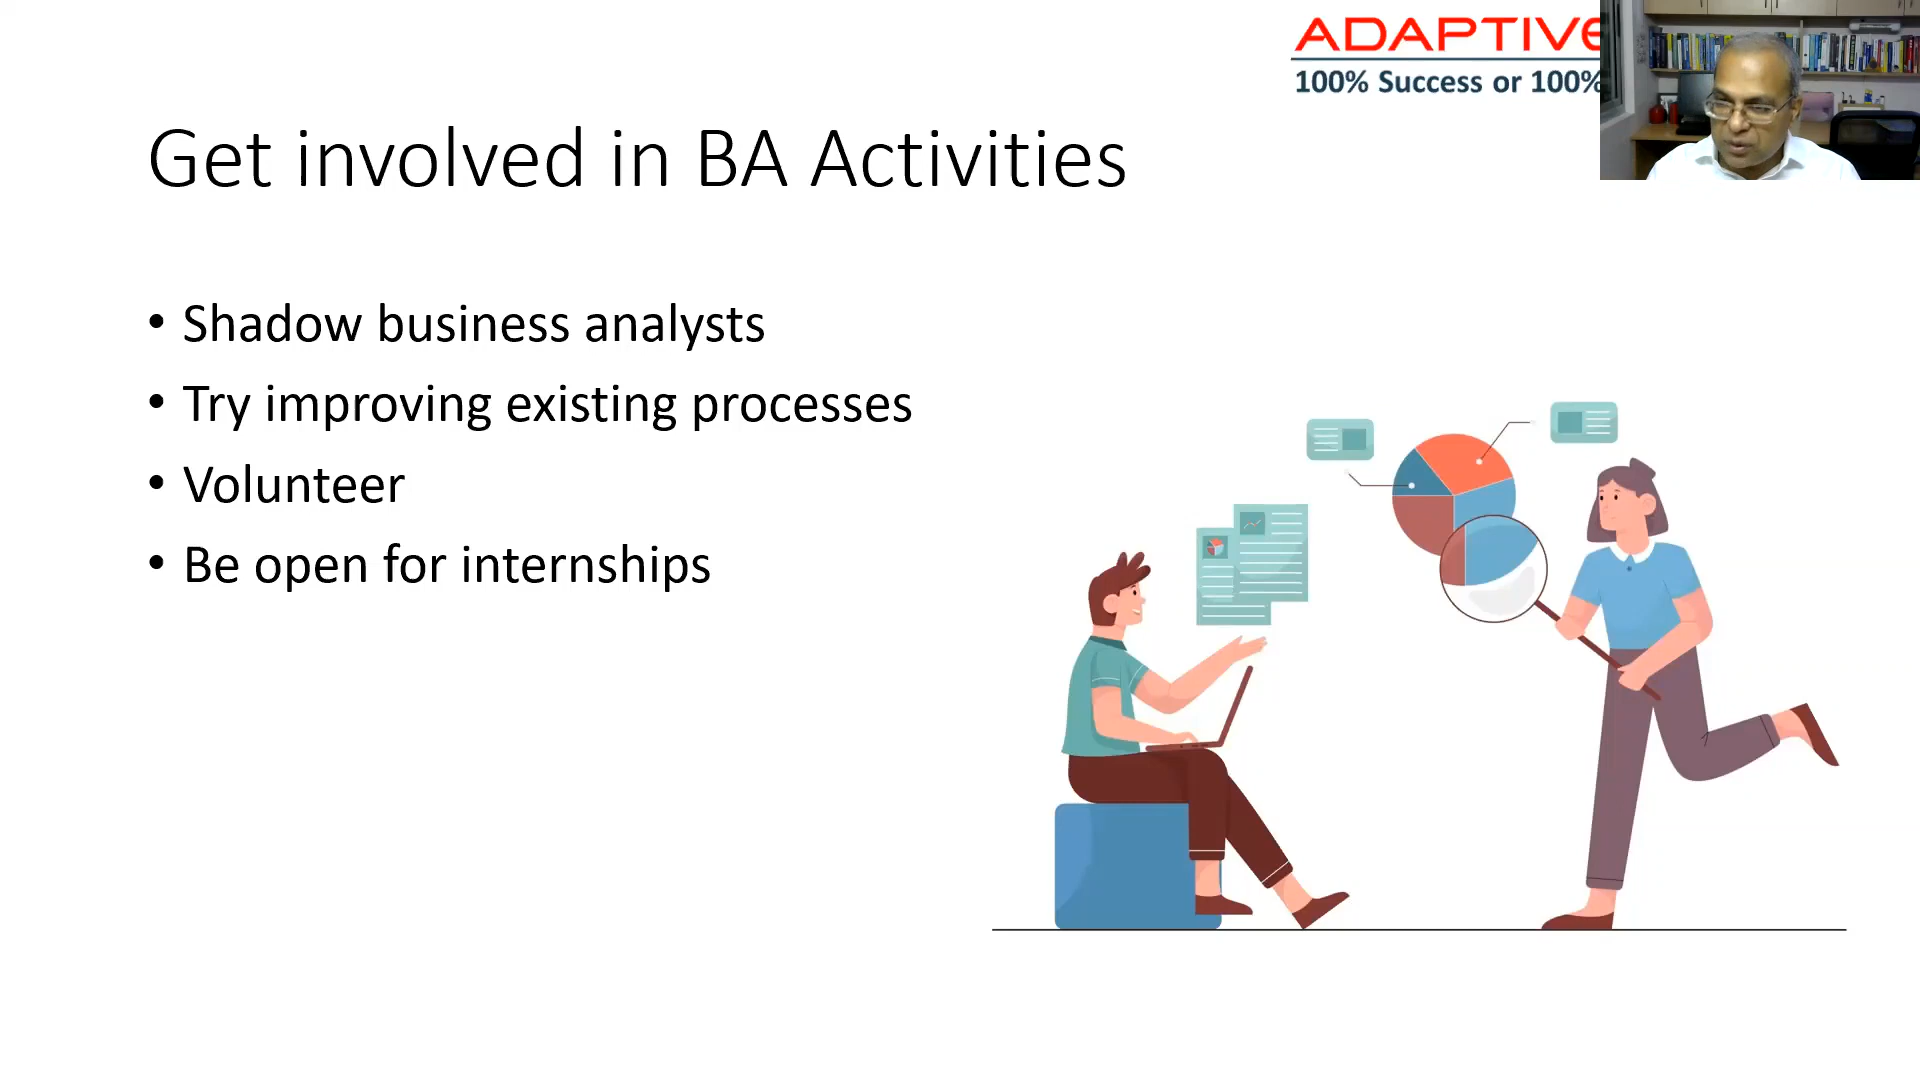 ADAPTIVE
100% Success or 100%
Get involved in BA Activities
• Shadow business analysts
• Try improving existing processes
• Volunteer
• Be open for internships